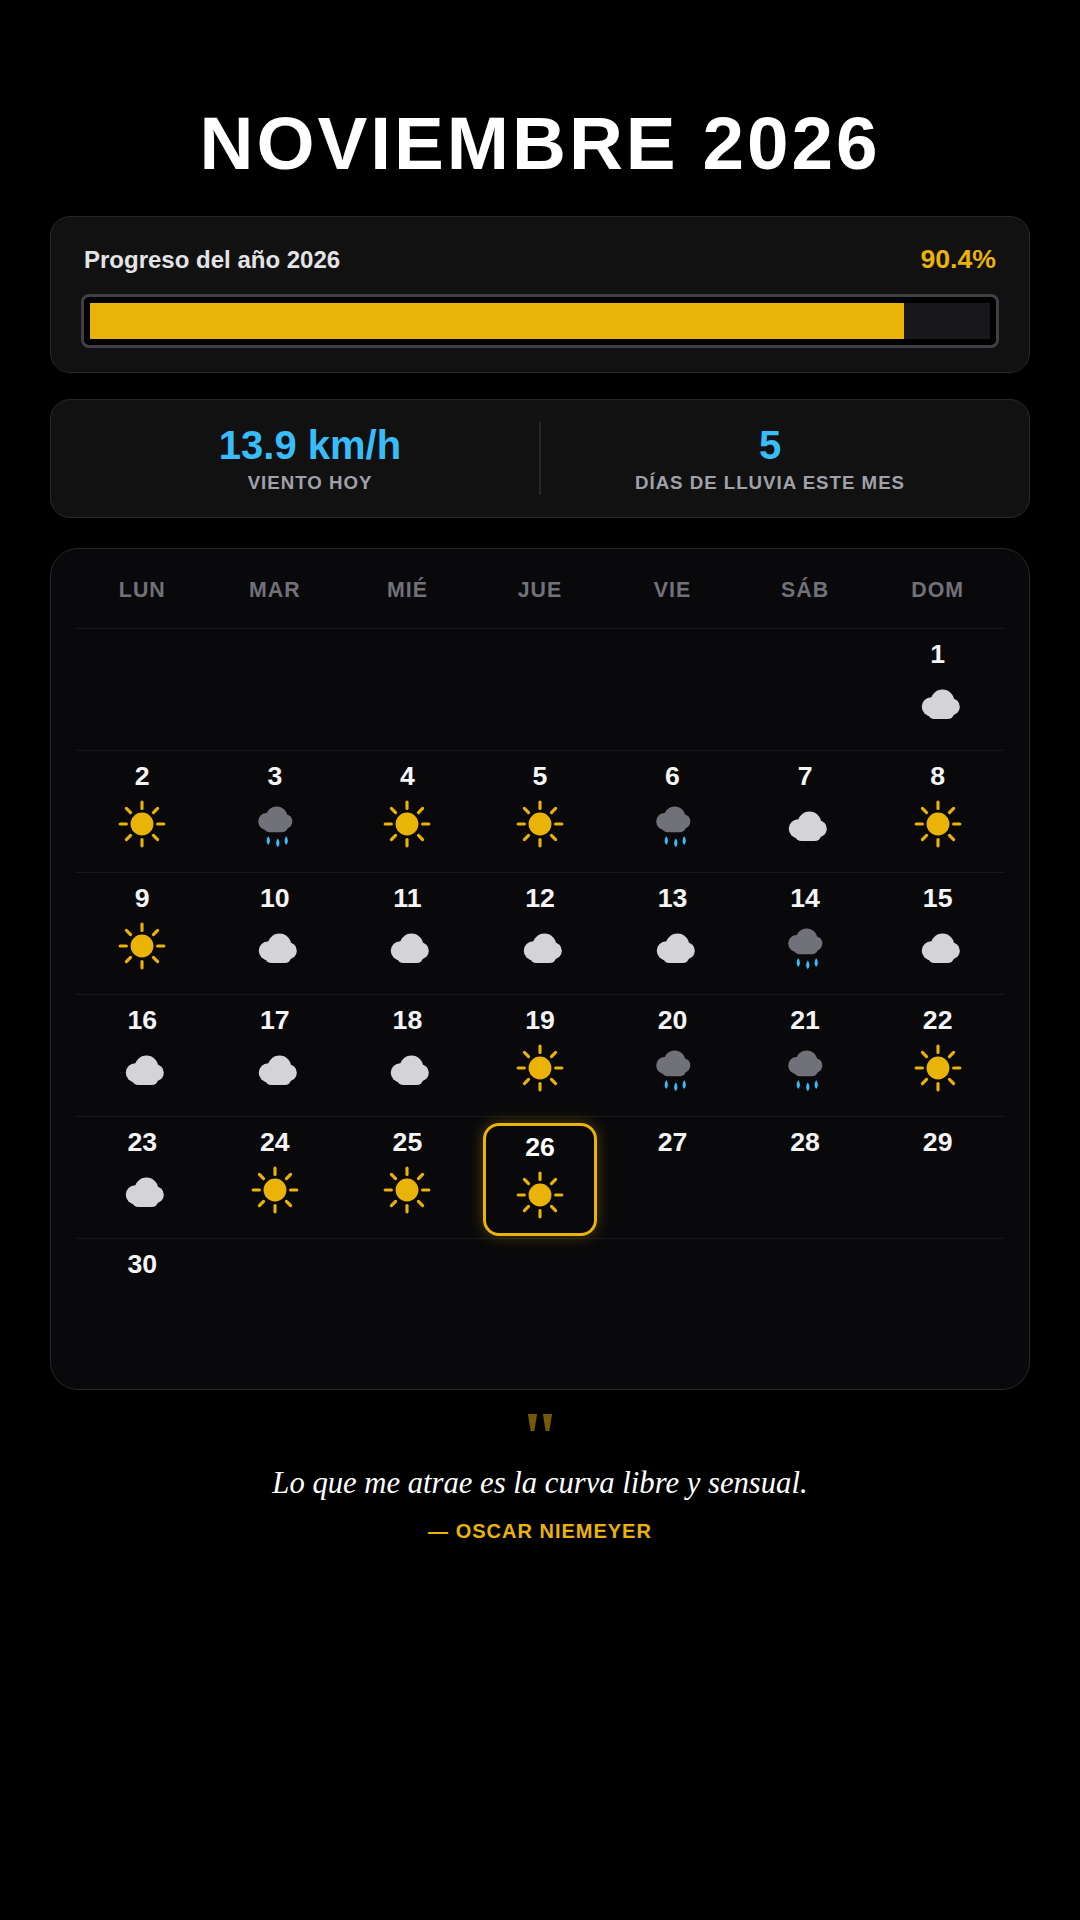 NOVIEMBRE 2026
Progreso del año 2026 90.4%
13.9 km/h 5
VIENTO HOY DÍAS DE LLUVIA ESTE MES
LUN MAR MIÉ JUE VIE SÁB DOM
1
2 3 4 5 6 7 8
9 10 11 12 13 14 15
16 17 18 19 20 21 22
23 24 25 26 27 28 29
30
"
Lo que me atrae es la curva libre y sensual.
— OSCAR NIEMEYER